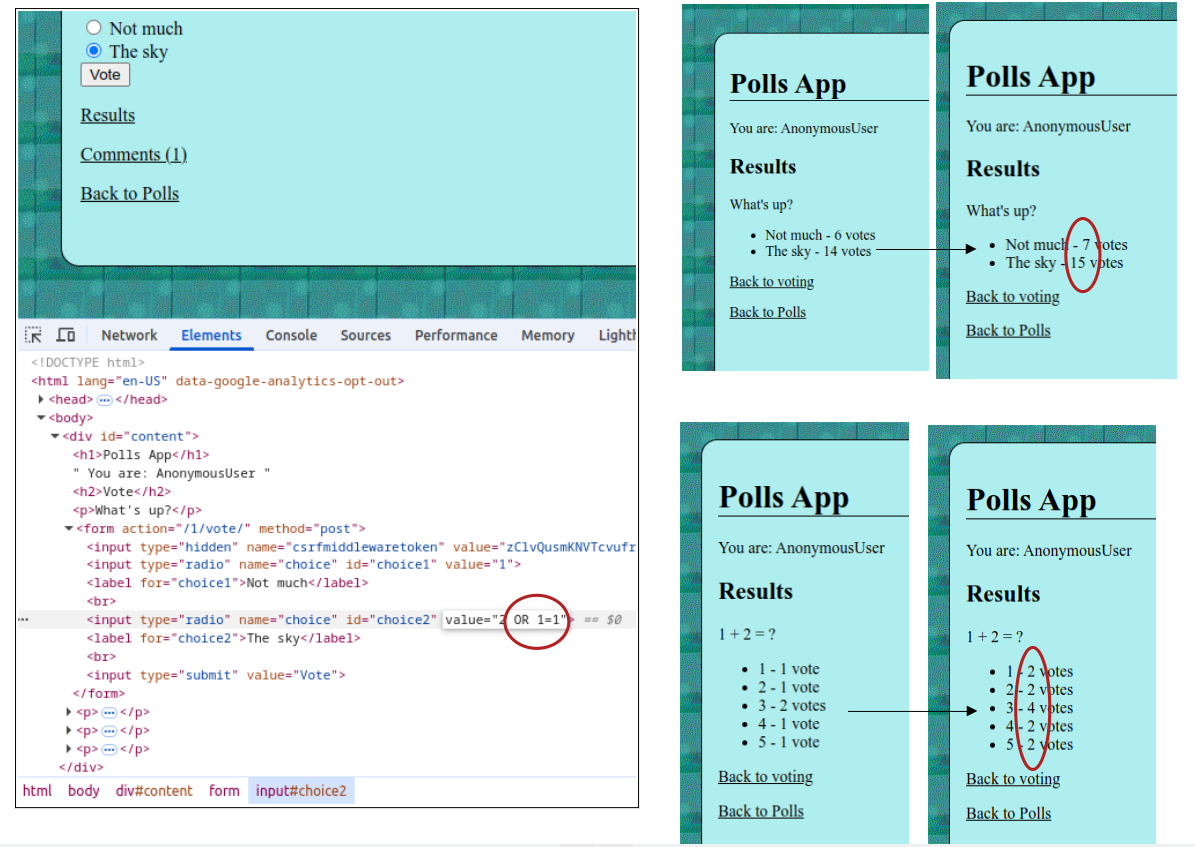 Not much
The sky
Vote
Results
Comments (1)
Back to Polls
Network Elements Console Sources Performance Memory Lighth
<!DOCTYPE html>
<html lang="en-US" data-google-analytics-opt-out>
<head> ⋯ </head>
<body>
<div id="content">
<h1>Polls App</h1>
" You are: AnonymousUser "
<h2>Vote</h2>
<p>What's up?</p>
<form action="/1/vote/" method="post">
<input type="hidden" name="csrfmiddlewaretoken" value="zClvQusmKNVTcvufr
<input type="radio" name="choice" id="choice1" value="1">
<label for="choice1">Not much</label>
<br>
<input type="radio" name="choice" id="choice2" value="2 OR 1=1"> == $0
<label for="choice2">The sky</label>
<br>
<input type="submit" value="Vote">
</form>
<p> ⋯ </p>
<p> ⋯ </p>
<p> ⋯ </p>
</div>
html body div#content form input#choice2
Polls App
You are: AnonymousUser
Results
What's up?
Not much - 6 votes
The sky - 14 votes
Back to voting
Back to Polls
Polls App
You are: AnonymousUser
Results
What's up?
Not much - 7 votes
The sky - 15 votes
Back to voting
Back to Polls
Polls App
You are: AnonymousUser
Results
1 + 2 = ?
1 - 1 vote
2 - 1 vote
3 - 2 votes
4 - 1 vote
5 - 1 vote
Back to voting
Back to Polls
Polls App
You are: AnonymousUser
Results
1 + 2 = ?
1 - 2 votes
2 - 2 votes
3 - 4 votes
4 - 2 votes
5 - 2 votes
Back to voting
Back to Polls